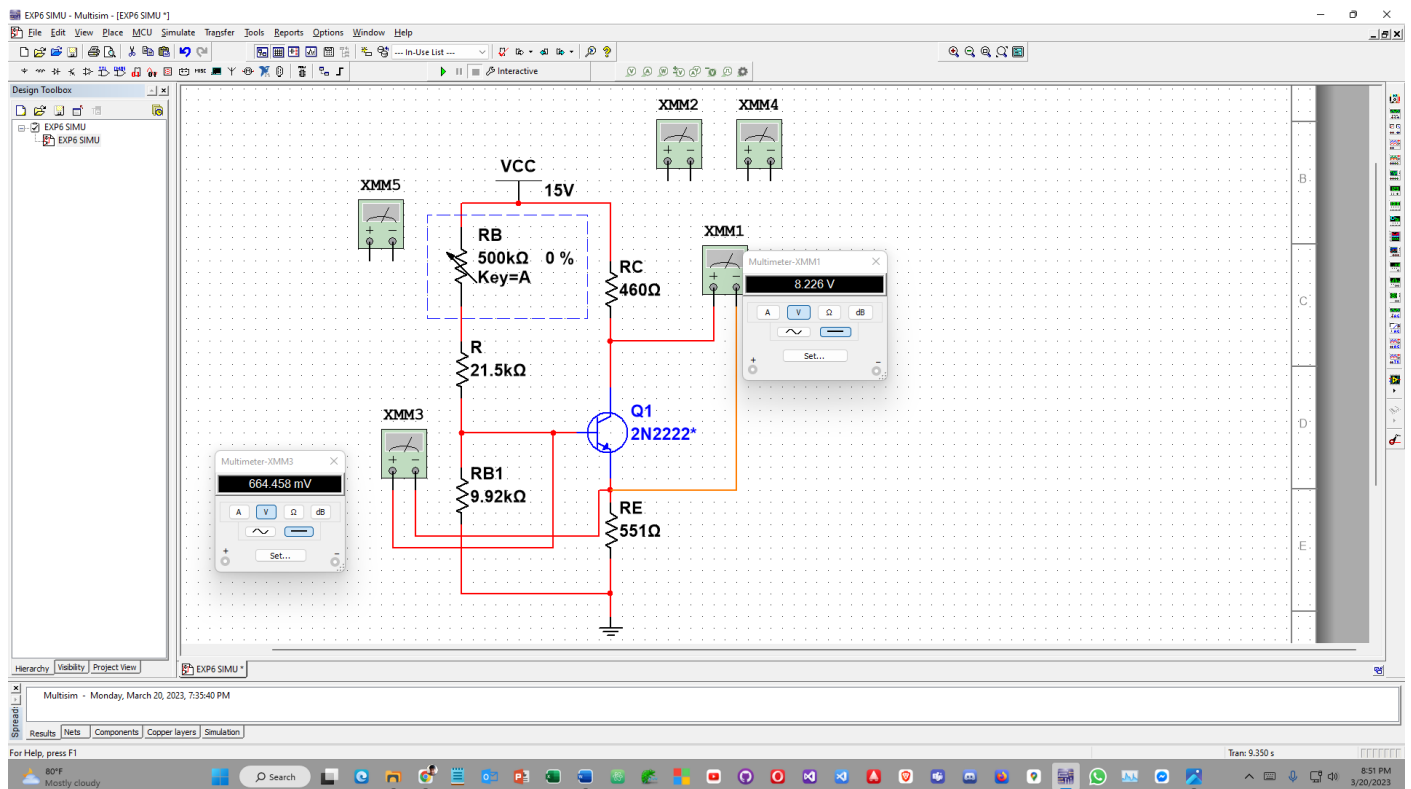 EXP6 SIMU - Multisim - [EXP6 SIMU *]
File Edit View Place MCU Simulate Transfer Tools Reports Options Window Help
--- In-Use List ---
Interactive
Design Toolbox
EXP6 SIMU
EXP6 SIMU
XMM2 XMM4
VCC
15V
XMM5
XMM1
RB
500kΩ 0 %
Key=A
RC
460Ω
Multimeter-XMM1
8.226 V
A V Ω dB
Set...
+ −
R
21.5kΩ
XMM3
Q1
2N2222*
Multimeter-XMM3
664.458 mV
A V Ω dB
Set...
+ −
RB1
9.92kΩ
RE
551Ω
B
C
D
E
Hierarchy Visibility Project View
EXP6 SIMU *
Multisim - Monday, March 20, 2023, 7:35:40 PM
Spreads
Results Nets Components Copper layers Simulation
For Help, press F1
Tran: 9.350 s
80°F
Mostly cloudy
Search
8:51 PM
3/20/2023